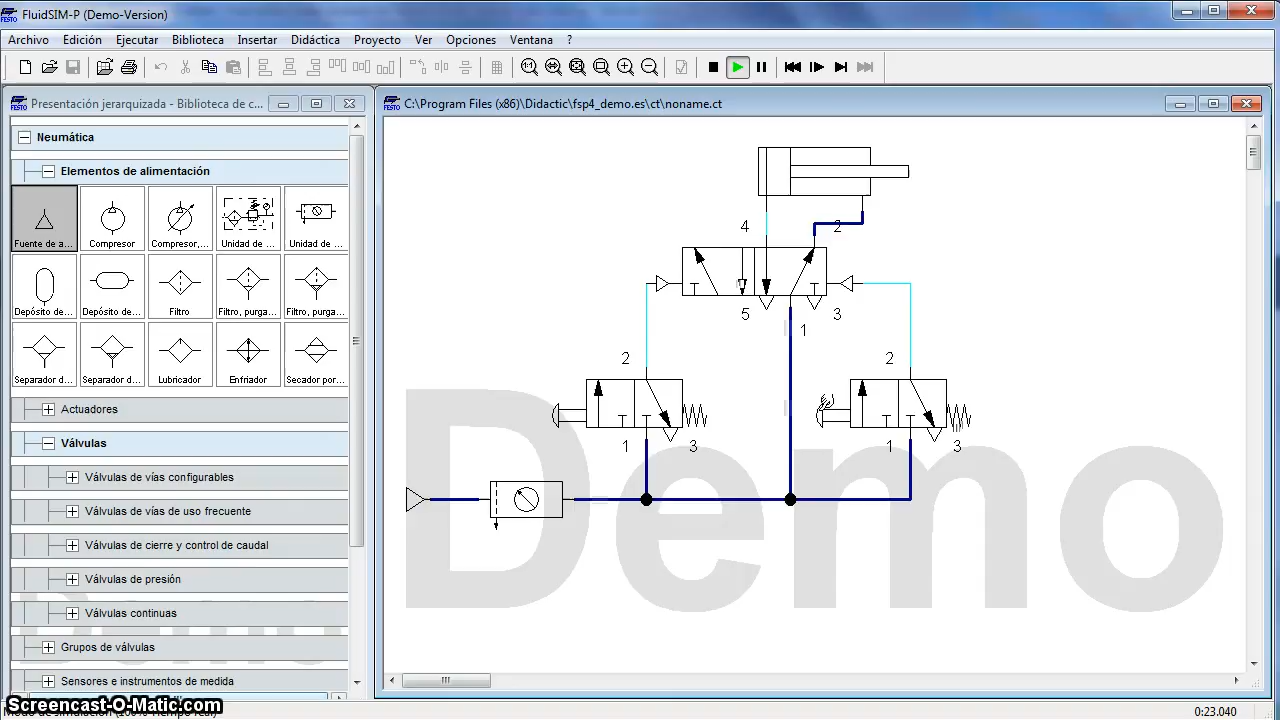 FluidSIM-P (Demo-Version)
Archivo Edición Ejecutar Biblioteca Insertar Didáctica Proyecto Ver Opciones Ventana ?
FESTO Presentación jerarquizada - Biblioteca de c...
FESTO C:\Program Files (x86)\Didactic\fsp4_demo.es\ct\noname.ct
Neumática
Elementos de alimentación
Fuente de a... Compresor Compresor,... Unidad de ... Unidad de ...
Depósito de... Depósito de... Filtro Filtro, purga... Filtro, purga...
Separador d... Separador d... Lubricador Enfriador Secador por...
Actuadores
Válvulas
Válvulas de vías configurables
Válvulas de vías de uso frecuente
Válvulas de cierre y control de caudal
Válvulas de presión
Válvulas continuas
Grupos de válvulas
Sensores e instrumentos de medida
4 2
5 3
1
2 2
1 3 1 3
Demo
Screencast-O-Matic.com
0:23.040